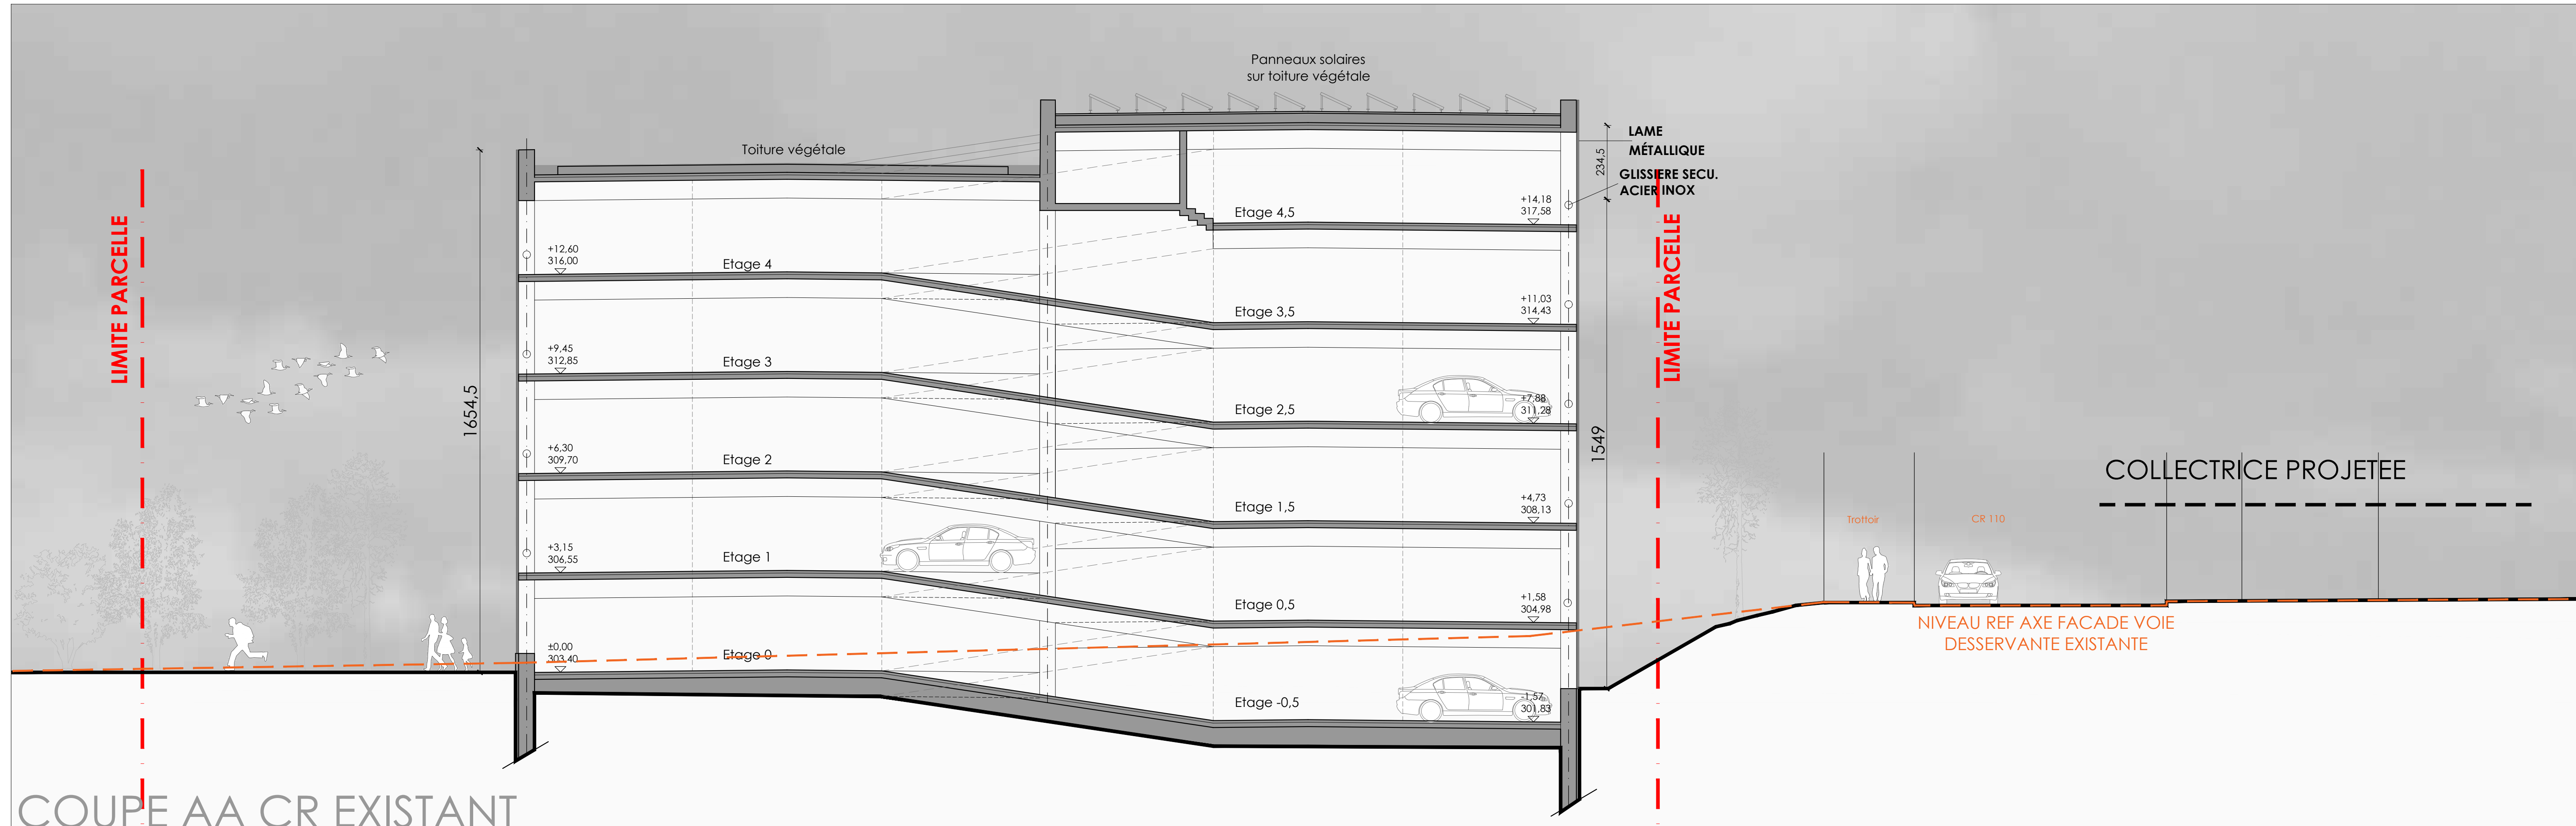 Panneaux solaires
sur toiture végétale
Toiture végétale
LAME
MÉTALLIQUE
GLISSIERE SECU.
ACIER INOX
234,5
1549
1654,5
LIMITE PARCELLE
LIMITE PARCELLE
Etage 4,5
+14,18
317,58
+12,60
316,00
Etage 4
Etage 3,5
+11,03
314,43
+9,45
312,85
Etage 3
Etage 2,5
+7,88
311,28
+6,30
309,70
Etage 2
Etage 1,5
+4,73
308,13
+3,15
306,55
Etage 1
Etage 0,5
+1,58
304,98
±0,00
303,40
Etage 0
Etage -0,5
-1,57
301,83
COLLECTRICE PROJETEE
Trottoir
CR 110
NIVEAU REF AXE FACADE VOIE
DESSERVANTE EXISTANTE
COUPE AA CR EXISTANT